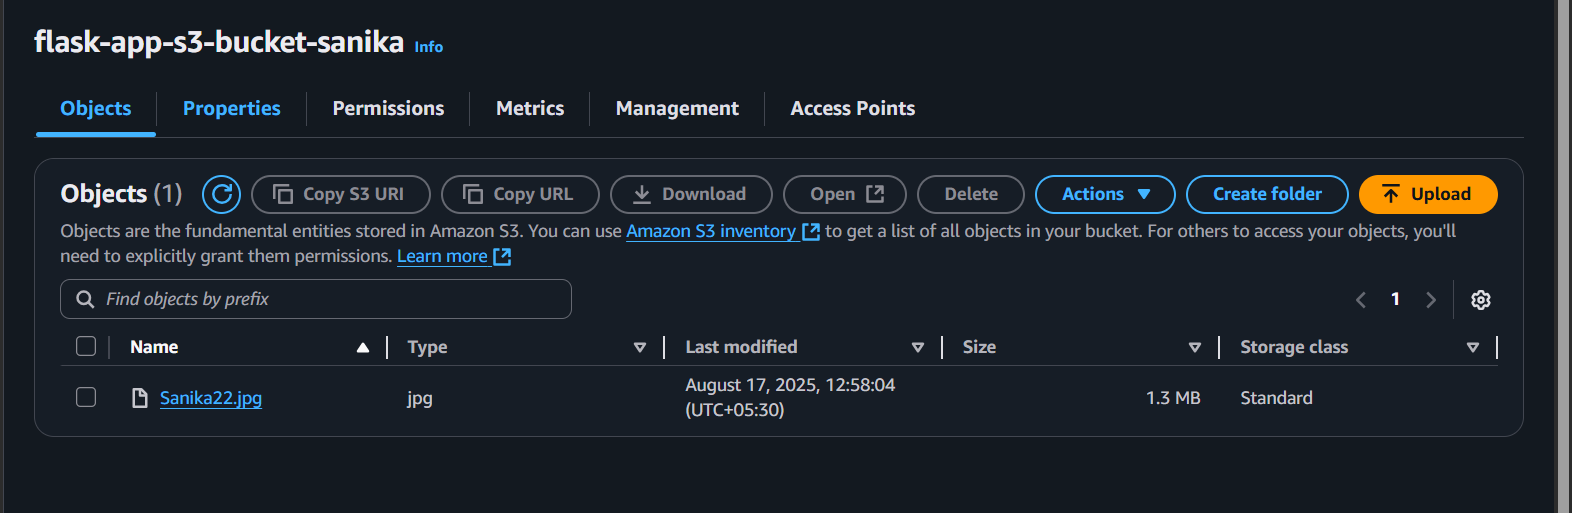 flask-app-s3-bucket-sanika Info
Objects Properties Permissions Metrics Management Access Points
Objects (1) Copy S3 URI Copy URL Download Open Delete Actions Create folder Upload
Objects are the fundamental entities stored in Amazon S3. You can use Amazon S3 inventory to get a list of all objects in your bucket. For others to access your objects, you'll
need to explicitly grant them permissions. Learn more
Find objects by prefix 1
Name Type Last modified Size Storage class
Sanika22.jpg jpg August 17, 2025, 12:58:04 1.3 MB Standard
(UTC+05:30)